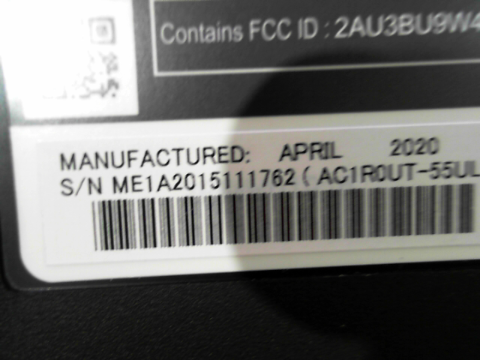 Contains FCC ID : 2AU3BU9W4
MANUFACTURED: APRIL 2020
S/N ME1A2015111762 ( AC1R0UT-55UL